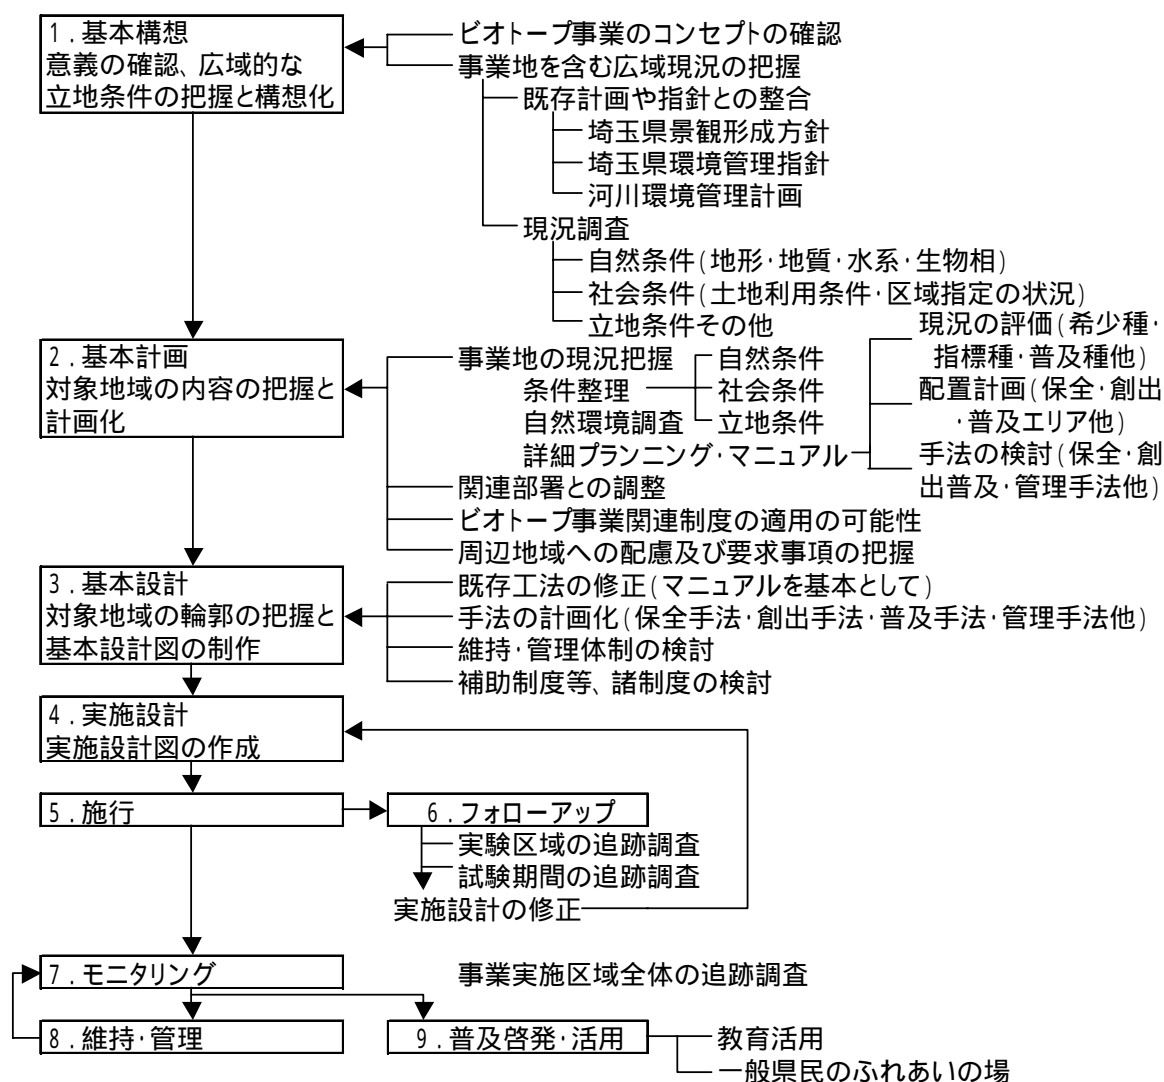 1.基本構想
意義の確認、広域的な
立地条件の把握と構想化
ビオトープ事業のコンセプトの確認
事業地を含む広域現況の把握
既存計画や指針との整合
埼玉県景観形成方針
埼玉県環境管理指針
河川環境管理計画
現況調査
自然条件(地形・地質・水系・生物相)
社会条件(土地利用条件・区域指定の状況)
立地条件その他
2.基本計画
対象地域の内容の把握と
計画化
事業地の現況把握
条件整理
自然環境調査
自然条件
社会条件
立地条件
詳細プランニング・マニュアル
現況の評価(希少種・
指標種・普及種他)
配置計画(保全・創出
・普及エリア他)
手法の検討(保全・創
出普及・管理手法他)
関連部署との調整
ビオトープ事業関連制度の適用の可能性
周辺地域への配慮及び要求事項の把握
3.基本設計
対象地域の輪郭の把握と
基本設計図の制作
既存工法の修正(マニュアルを基本として)
手法の計画化(保全手法・創出手法・普及手法・管理手法他)
維持・管理体制の検討
補助制度等、諸制度の検討
4.実施設計
実施設計図の作成
5.施行
6.フォローアップ
実験区域の追跡調査
試験期間の追跡調査
実施設計の修正
7.モニタリング
事業実施区域全体の追跡調査
8.維持・管理
9.普及啓発・活用
教育活用
一般県民のふれあいの場